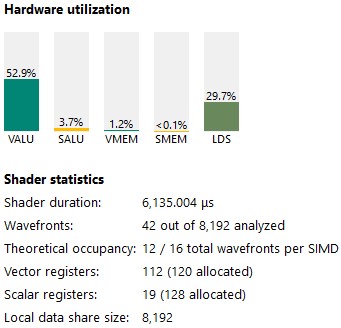 Hardware utilization
52.9% 3.7% 1.2% <0.1% 29.7%
VALU SALU VMEM SMEM LDS
Shader statistics
Shader duration: 6,135.004 µs
Wavefronts: 42 out of 8,192 analyzed
Theoretical occupancy: 12 / 16 total wavefronts per SIMD
Vector registers: 112 (120 allocated)
Scalar registers: 19 (128 allocated)
Local data share size: 8,192